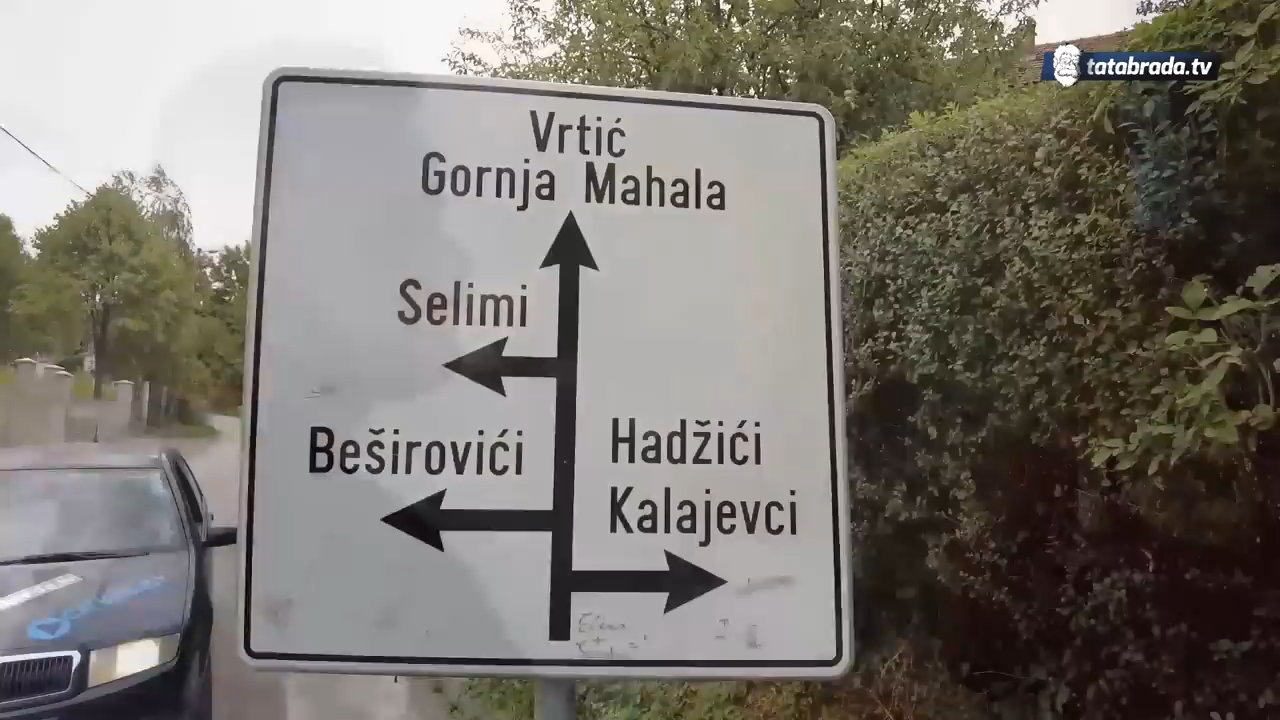 tatabrada.tv
Vrtić
Gornja Mahala
Selimi
Beširovići
Hadžići
Kalajevci